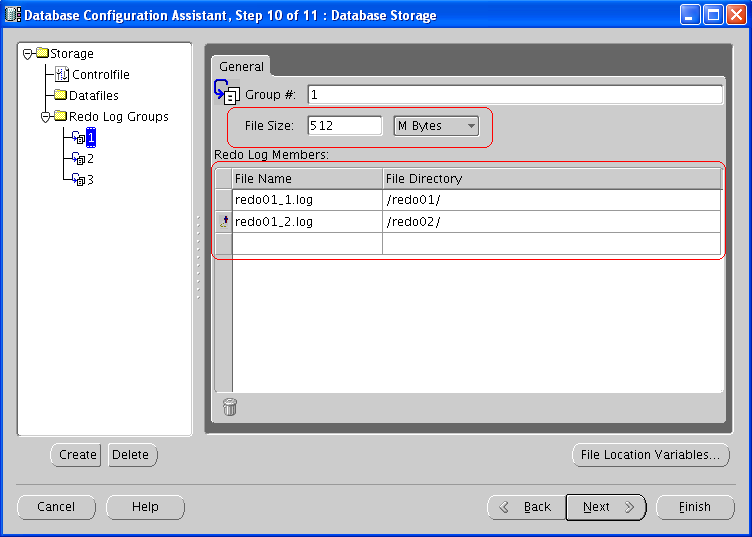 Database Configuration Assistant, Step 10 of 11 : Database Storage
Storage
Controlfile
Datafiles
Redo Log Groups
1
2
3
General
Group #: 1
File Size: 512 M Bytes
Redo Log Members:
File Name File Directory
redo01_1.log /redo01/
redo01_2.log /redo02/
Create Delete File Location Variables...
Cancel Help Back Next Finish